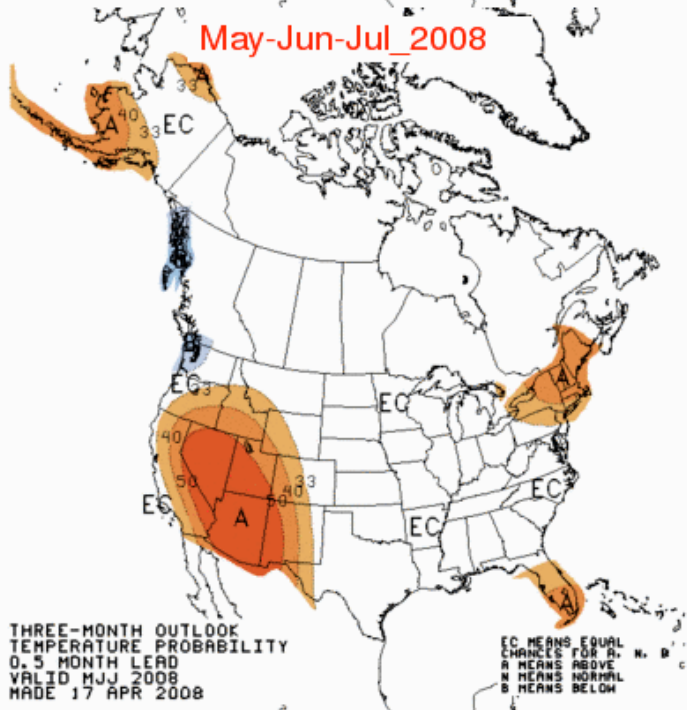 May-Jun-Jul_2008
A
33
A
40
33
EC
B
EC
33
EC
A
40
50
33
40
50
EC
A
EC
EC
A
THREE-MONTH OUTLOOK
TEMPERATURE PROBABILITY
0.5 MONTH LEAD
VALID MJJ 2008
MADE 17 APR 2008
EC MEANS EQUAL
CHANCES FOR A, N, B
A MEANS ABOVE
N MEANS NORMAL
B MEANS BELOW